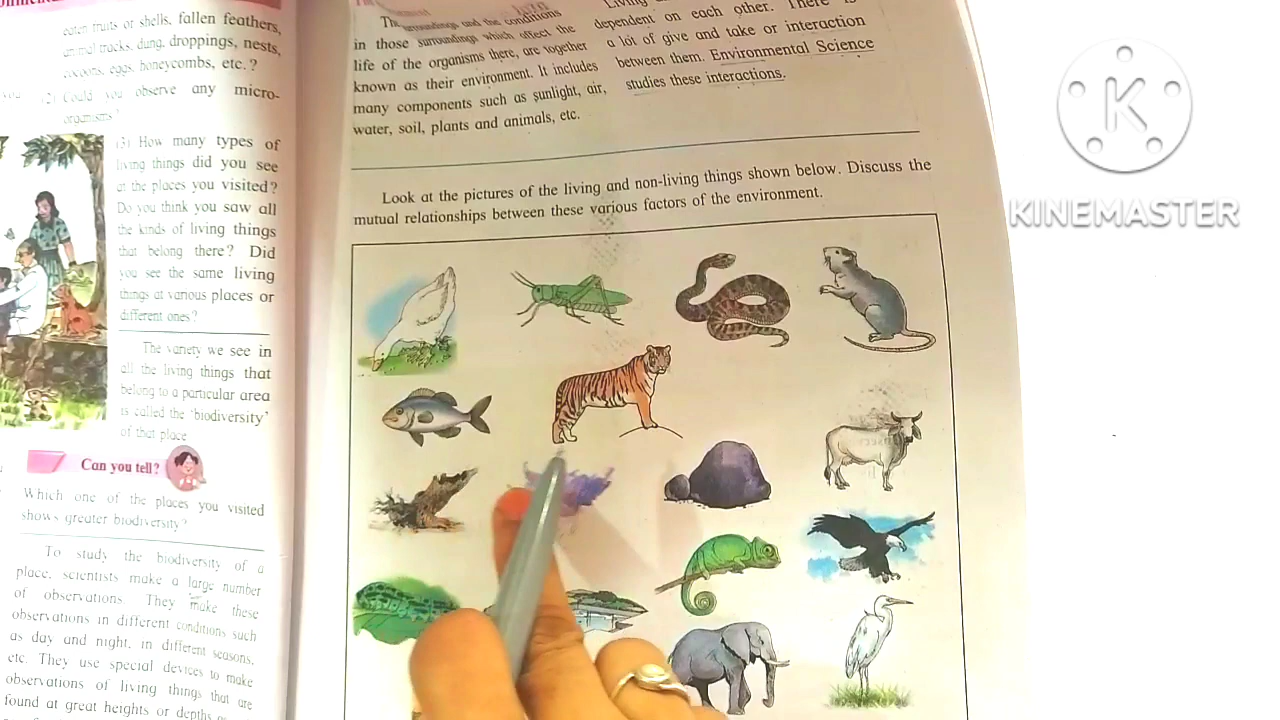 eaten fruits or shells, fallen feathers,
animal tracks, dung, droppings, nests,
cocoons, eggs, honeycombs, etc.?
(2) Could you observe any micro-
organisms?
(3) How many types of
living things did you see
at the places you visited?
Do you think you saw all
the kinds of living things
that belong there? Did
you see the same living
things at various places or
different ones?
The variety we see in
all the living things that
belong to a particular area
is called the 'biodiversity'
of that place
Can you tell?
Which one of the places you visited
shows greater biodiversity?
To study the biodiversity of a
place, scientists make a large number
of observations. They make these
observations in different conditions such
as day and night, in different seasons,
etc. They use special devices to make
observations of living things that are
found at great heights or depths
The surroundings and the conditions
in those surroundings which affect the
life of the organisms there, are together
known as their environment. It includes
many components such as sunlight, air,
water, soil, plants and animals, etc.
dependent on each other. There is
a lot of give and take or interaction
between them. Environmental Science
studies these interactions.
Look at the pictures of the living and non-living things shown below. Discuss the
mutual relationships between these various factors of the environment.
K
KINEMASTER